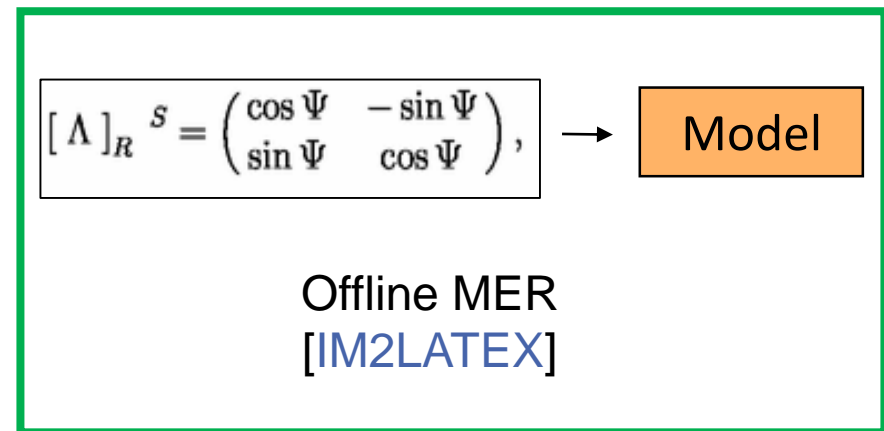 [ Λ ]_R ^S = ( cos Ψ  − sin Ψ
sin Ψ  cos Ψ ) ,
Model
Offline MER
[IM2LATEX]